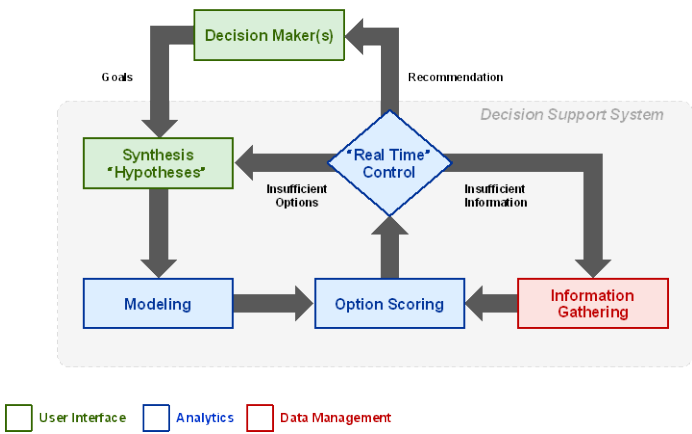 Decision Maker(s)
Goals
Recommendation
Decision Support System
Synthesis
"Hypotheses"
"Real Time"
Control
Insufficient
Options
Insufficient
Information
Modeling
Option Scoring
Information
Gathering
User Interface
Analytics
Data Management